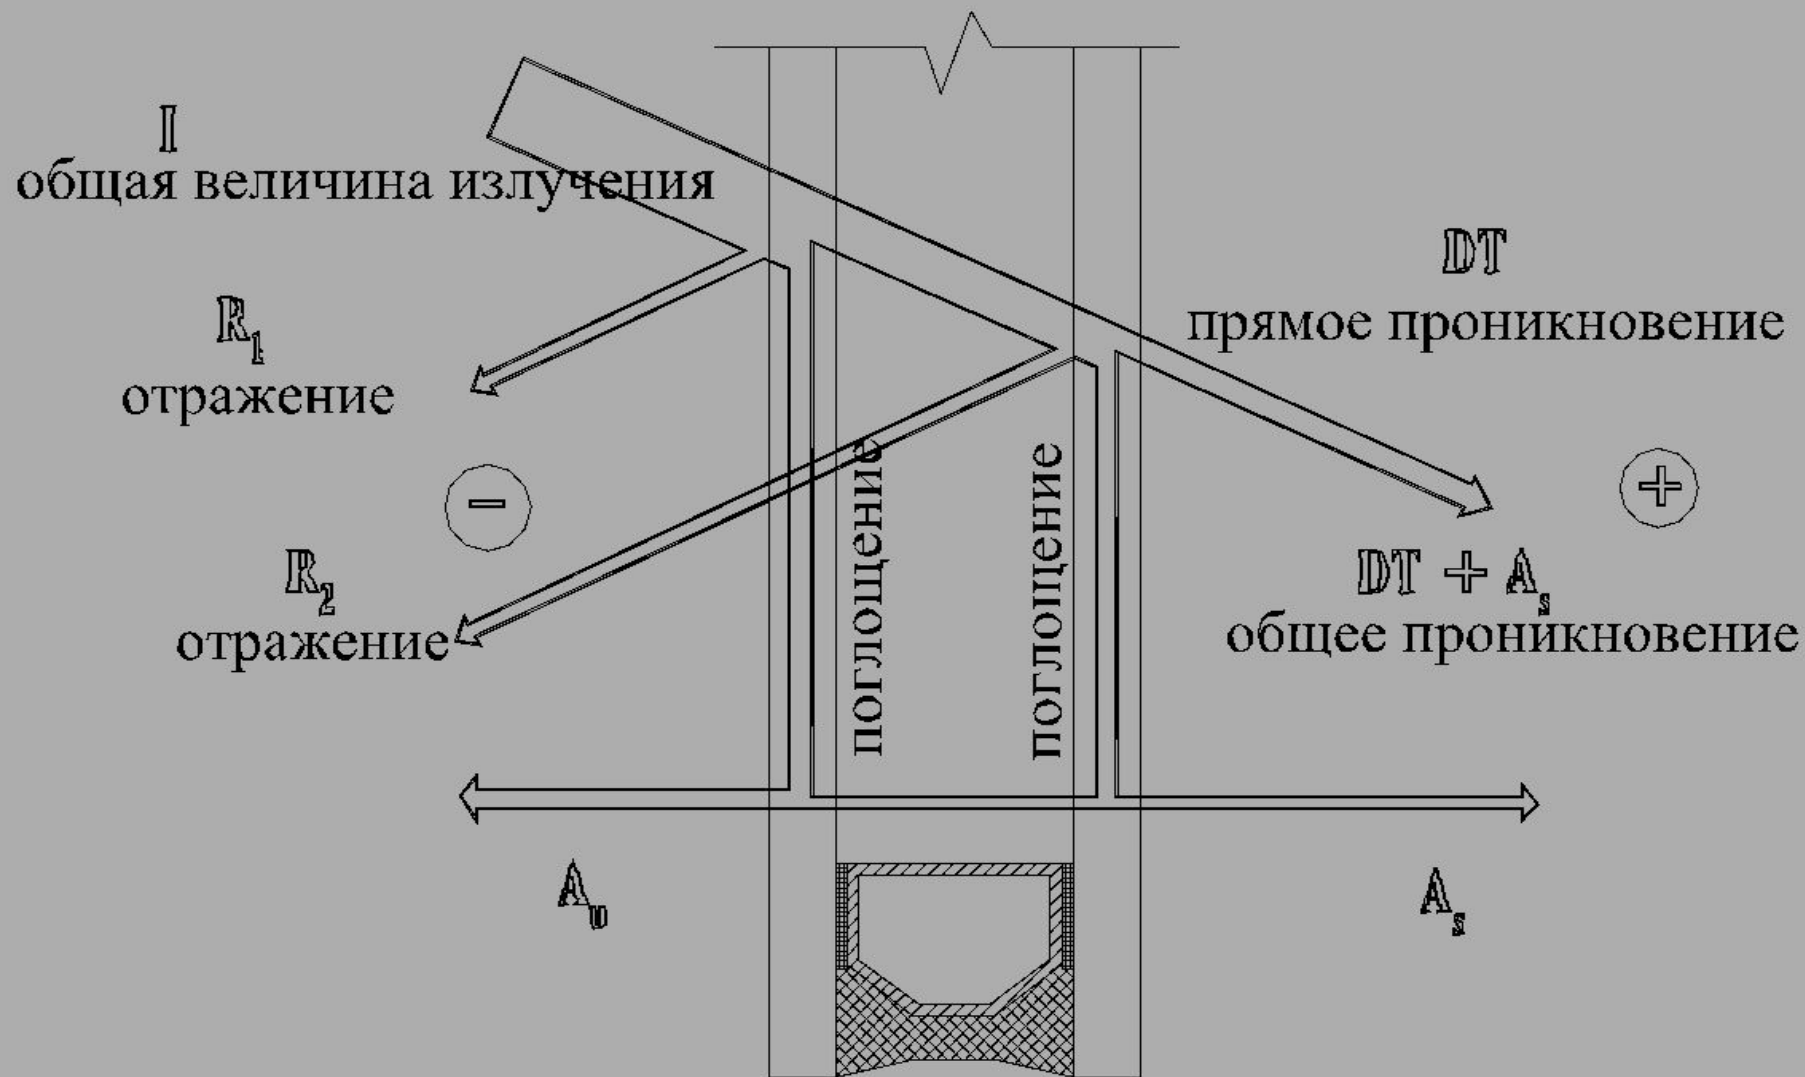 I
общая величина излучения
R₁
отражение
−
R₂
отражение
поглощение
поглощение
DT
прямое проникновение
+
DT + Aₛ
общее проникновение
Aᵤ
Aₛ